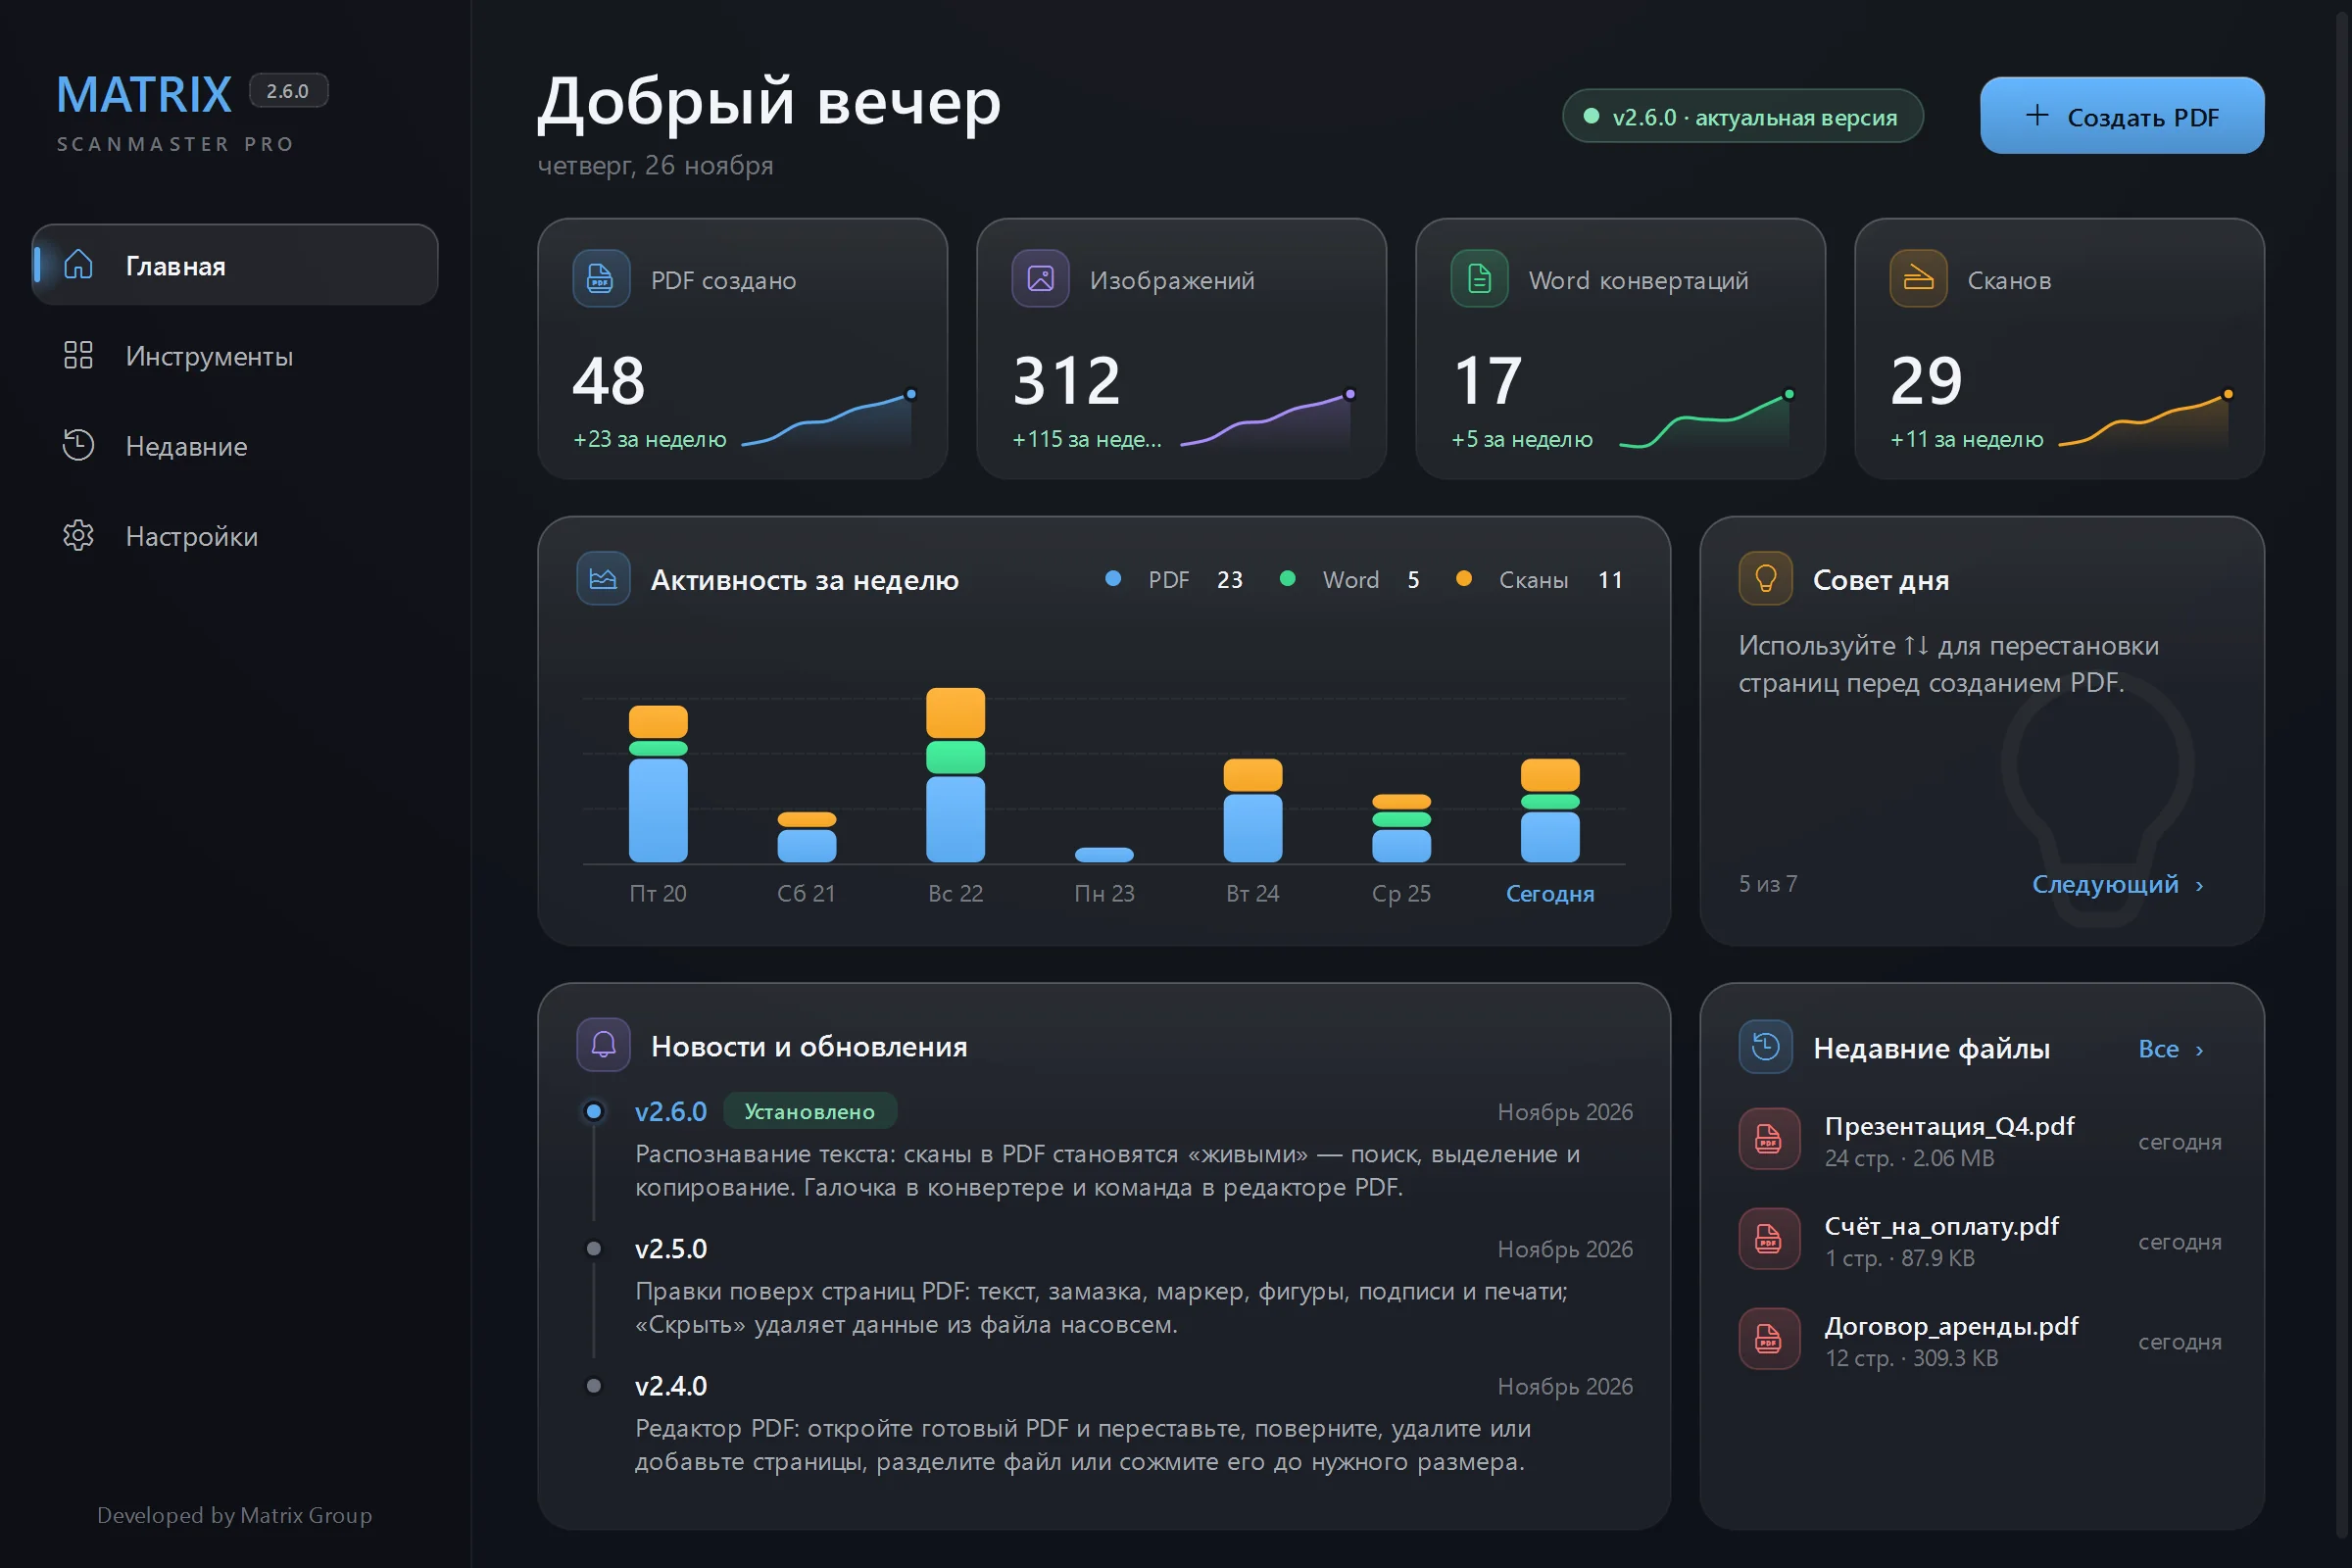 MATRIX 2.6.0
SCANMASTER PRO
Главная
Инструменты
Недавние
Настройки
Developed by Matrix Group
Добрый вечер
четверг, 26 ноября
v2.6.0 · актуальная версия
Создать PDF
PDF создано
48
+23 за неделю
Изображений
312
+115 за неде...
Word конвертаций
17
+5 за неделю
Сканов
29
+11 за неделю
Активность за неделю
PDF 23 Word 5 Сканы 11
Пт 20 Сб 21 Вс 22 Пн 23 Вт 24 Ср 25 Сегодня
Совет дня
Используйте ↑↓ для перестановки
страниц перед созданием PDF.
5 из 7 Следующий ›
Новости и обновления
v2.6.0 Установлено Ноябрь 2026
Распознавание текста: сканы в PDF становятся «живыми» — поиск, выделение и
копирование. Галочка в конвертере и команда в редакторе PDF.
v2.5.0 Ноябрь 2026
Правки поверх страниц PDF: текст, замазка, маркер, фигуры, подписи и печати;
«Скрыть» удаляет данные из файла насовсем.
v2.4.0 Ноябрь 2026
Редактор PDF: откройте готовый PDF и переставьте, поверните, удалите или
добавьте страницы, разделите файл или сожмите его до нужного размера.
Недавние файлы Все ›
PDF
Презентация_Q4.pdf
24 стр. · 2.06 MB
сегодня
PDF
Счёт_на_оплату.pdf
1 стр. · 87.9 KB
сегодня
PDF
Договор_аренды.pdf
12 стр. · 309.3 KB
сегодня